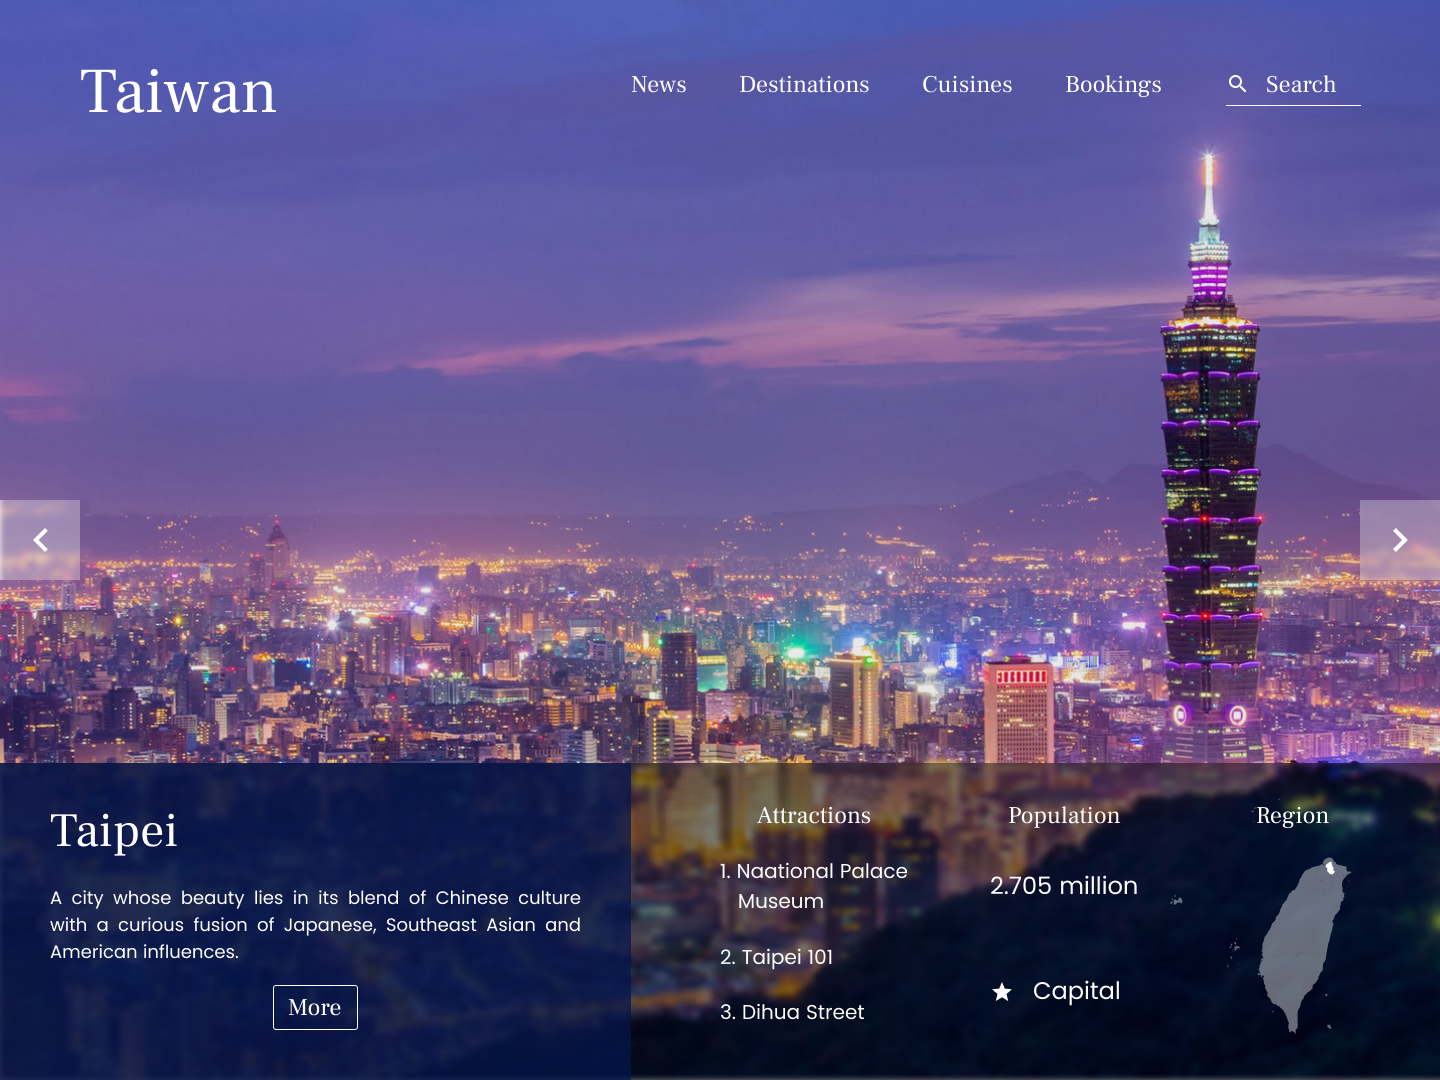 Taiwan
News Destinations Cuisines Bookings Search
Taipei
A city whose beauty lies in its blend of Chinese culture
with a curious fusion of Japanese, Southeast Asian and
American influences.
More
Attractions
1. Naational Palace
Museum
2. Taipei 101
3. Dihua Street
Population
2.705 million
Capital
Region